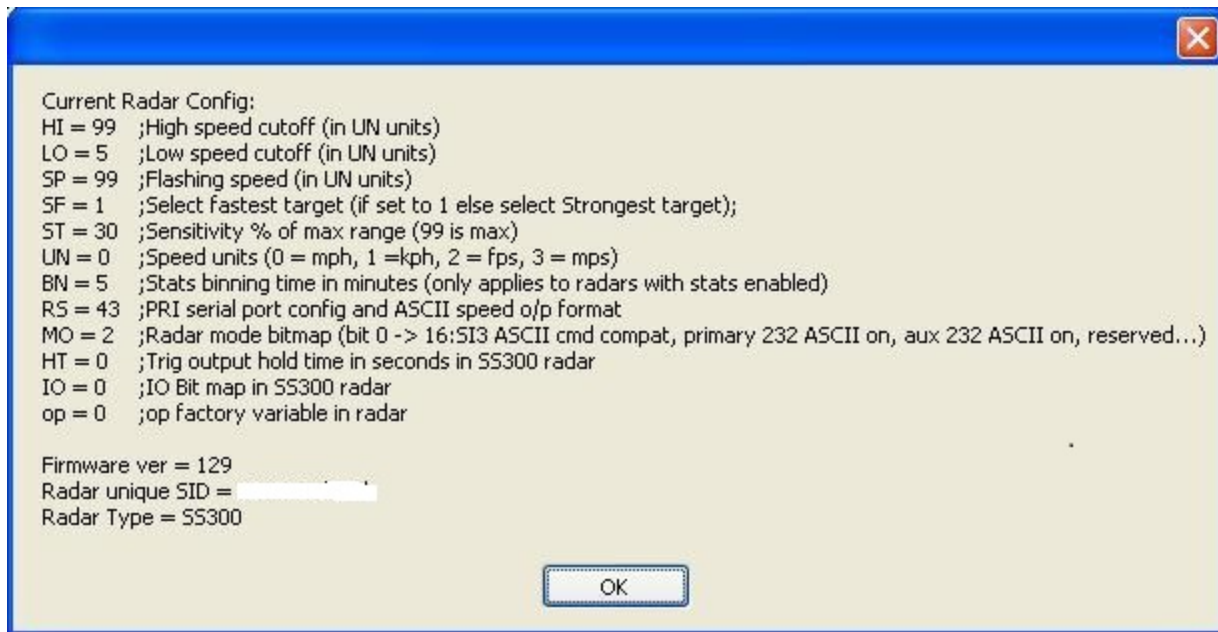 Current Radar Config:
HI = 99 ;High speed cutoff (in UN units)
LO = 5 ;Low speed cutoff (in UN units)
SP = 99 ;Flashing speed (in UN units)
SF = 1 ;Select fastest target (if set to 1 else select Strongest target);
ST = 30 ;Sensitivity % of max range (99 is max)
UN = 0 ;Speed units (0 = mph, 1 =kph, 2 = fps, 3 = mps)
BN = 5 ;Stats binning time in minutes (only applies to radars with stats enabled)
RS = 43 ;PRI serial port config and ASCII speed o/p format
MO = 2 ;Radar mode bitmap (bit 0 -> 16:SI3 ASCII cmd compat, primary 232 ASCII on, aux 232 ASCII on, reserved...)
HT = 0 ;Trig output hold time in seconds in SS300 radar
IO = 0 ;IO Bit map in SS300 radar
op = 0 ;op factory variable in radar
Firmware ver = 129
Radar unique SID =
Radar Type = SS300
OK